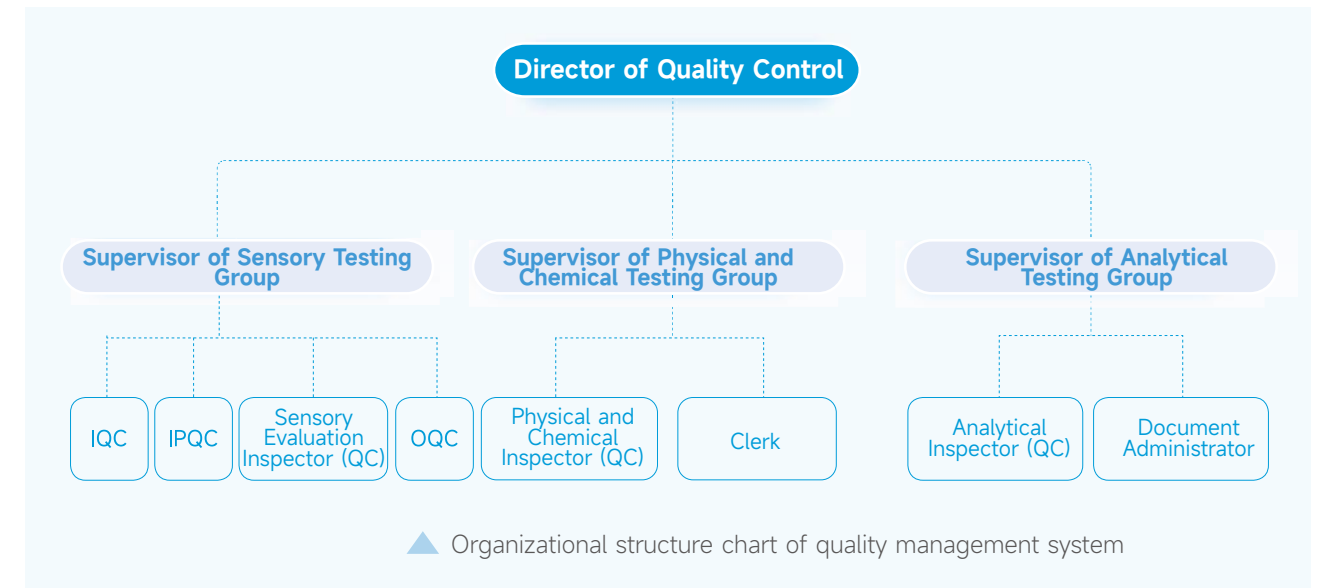 Director of Quality Control
Supervisor of Sensory Testing
Group
Supervisor of Physical and
Chemical Testing Group
Supervisor of Analytical
Testing Group
IQC
IPQC
Sensory
Evaluation
Inspector (QC)
OQC
Physical and
Chemical
Inspector (QC)
Clerk
Analytical
Inspector (QC)
Document
Administrator
Organizational structure chart of quality management system